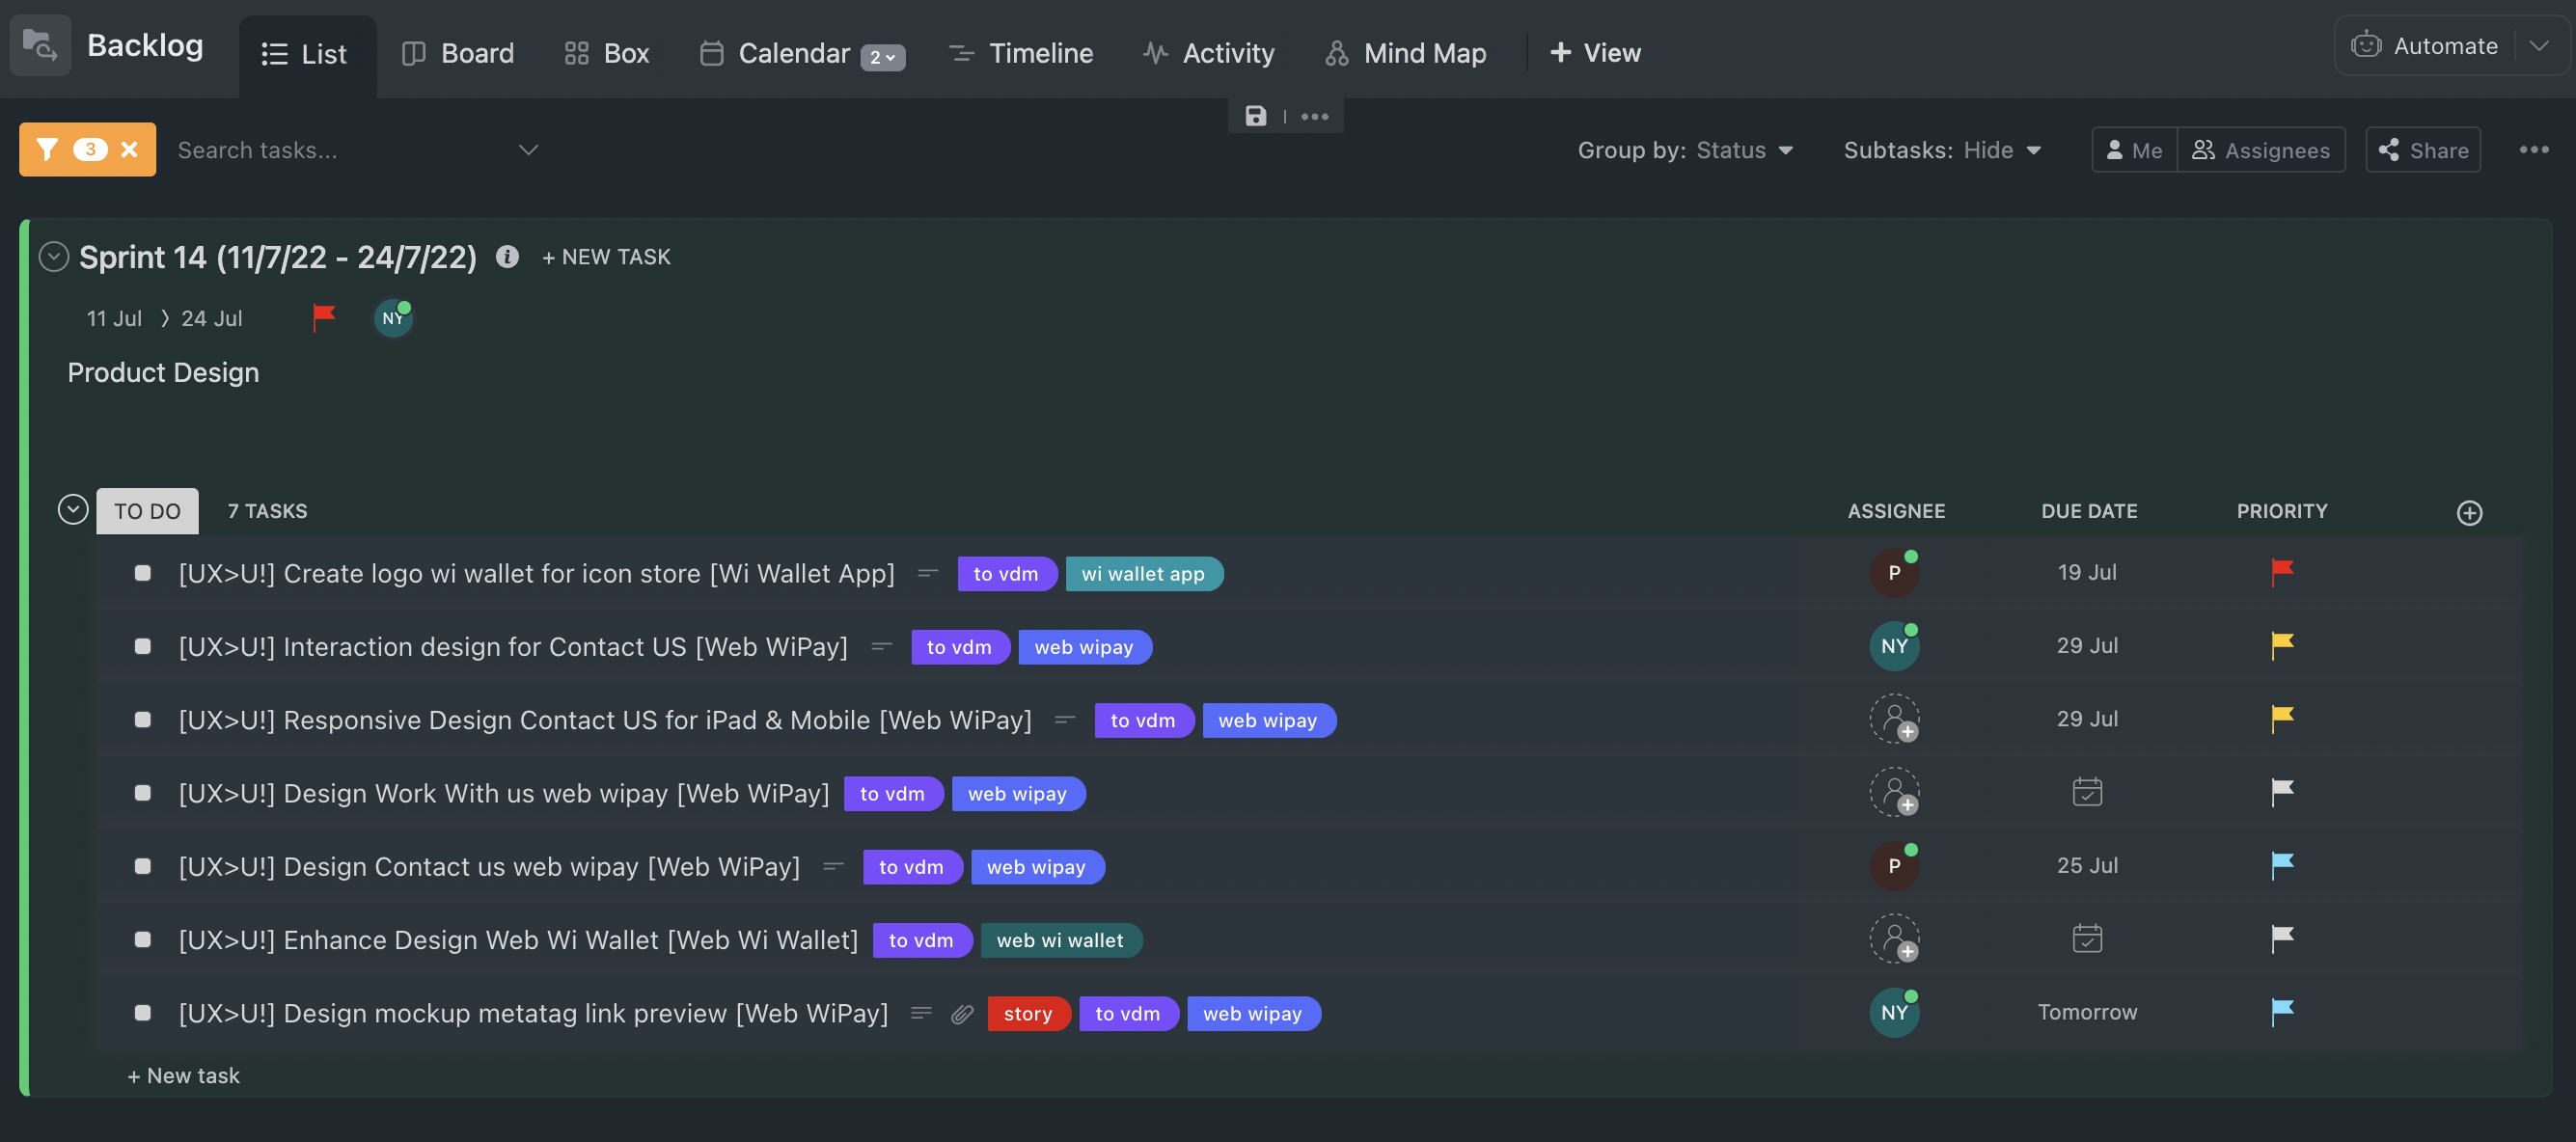 Backlog List Board Box Calendar 2 Timeline Activity Mind Map + View Automate
3 Search tasks... Group by: Status Subtasks: Hide Me Assignees Share
Sprint 14 (11/7/22 - 24/7/22) + NEW TASK
11 Jul 24 Jul NY
Product Design
TO DO 7 TASKS ASSIGNEE DUE DATE PRIORITY
[UX>U!] Create logo wi wallet for icon store [Wi Wallet App] to vdm wi wallet app P 19 Jul
[UX>U!] Interaction design for Contact US [Web WiPay] to vdm web wipay NY 29 Jul
[UX>U!] Responsive Design Contact US for iPad & Mobile [Web WiPay] to vdm web wipay 29 Jul
[UX>U!] Design Work With us web wipay [Web WiPay] to vdm web wipay
[UX>U!] Design Contact us web wipay [Web WiPay] to vdm web wipay P 25 Jul
[UX>U!] Enhance Design Web Wi Wallet [Web Wi Wallet] to vdm web wi wallet
[UX>U!] Design mockup metatag link preview [Web WiPay] story to vdm web wipay NY Tomorrow
+ New task